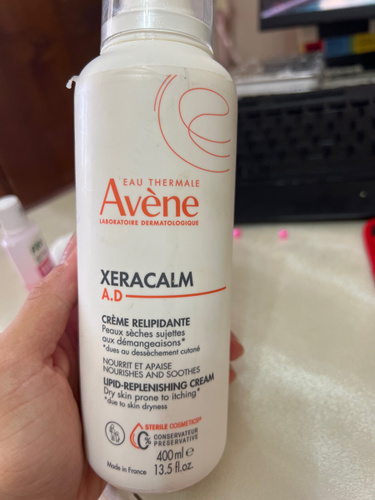 EAU THERMALE
Avène
LABORATOIRE DERMATOLOGIQUE
XERACALM
A.D
CRÈME RELIPIDANTE
Peaux sèches sujettes
aux démangeaisons*
*dues au dessèchement cutané
NOURRIT ET APAISE
NOURISHES AND SOOTHES
LIPID-REPLENISHING CREAM
Dry skin prone to itching*
*due to skin dryness
STERILE COSMETICS
0% CONSERVATEUR
PRESERVATIVE
400ml e
Made in France
13.5 fl.oz.